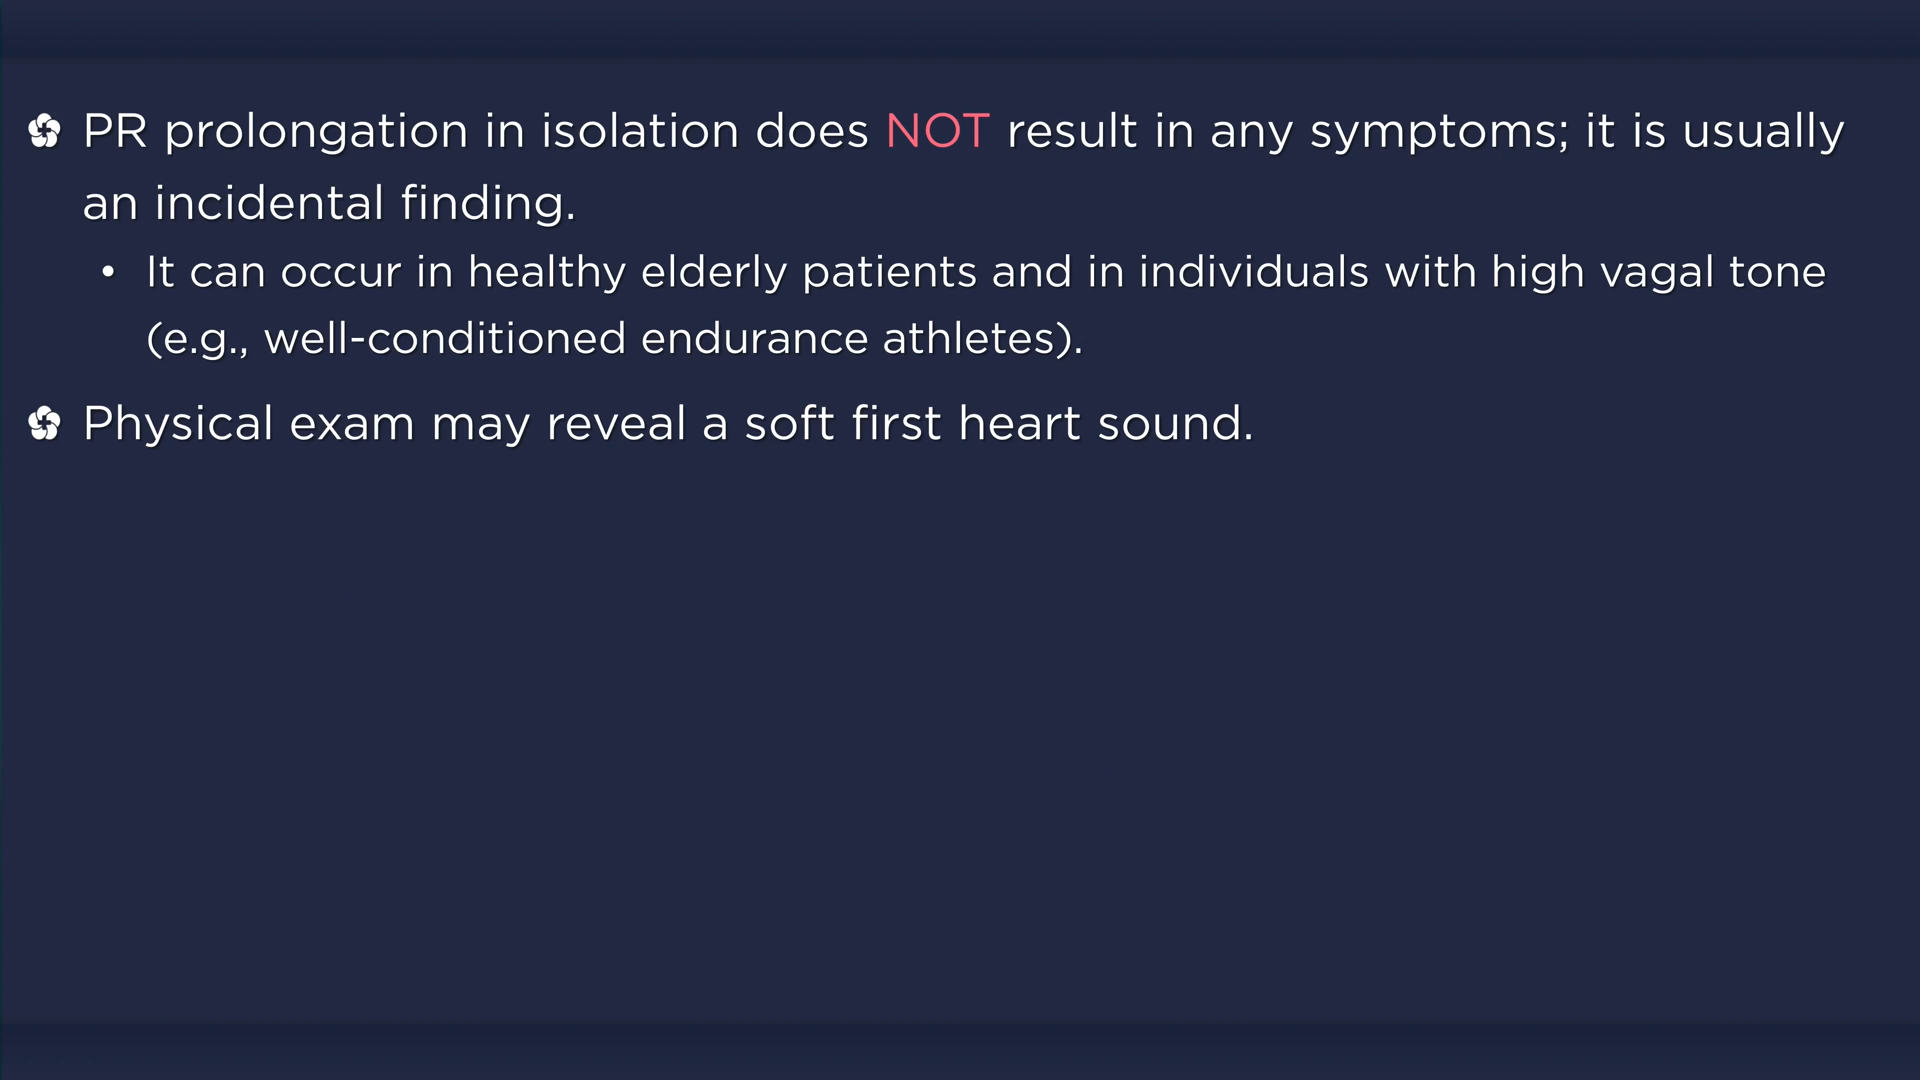 PR prolongation in isolation does NOT result in any symptoms; it is usually
an incidental finding.
• It can occur in healthy elderly patients and in individuals with high vagal tone
(e.g., well-conditioned endurance athletes).
Physical exam may reveal a soft first heart sound.